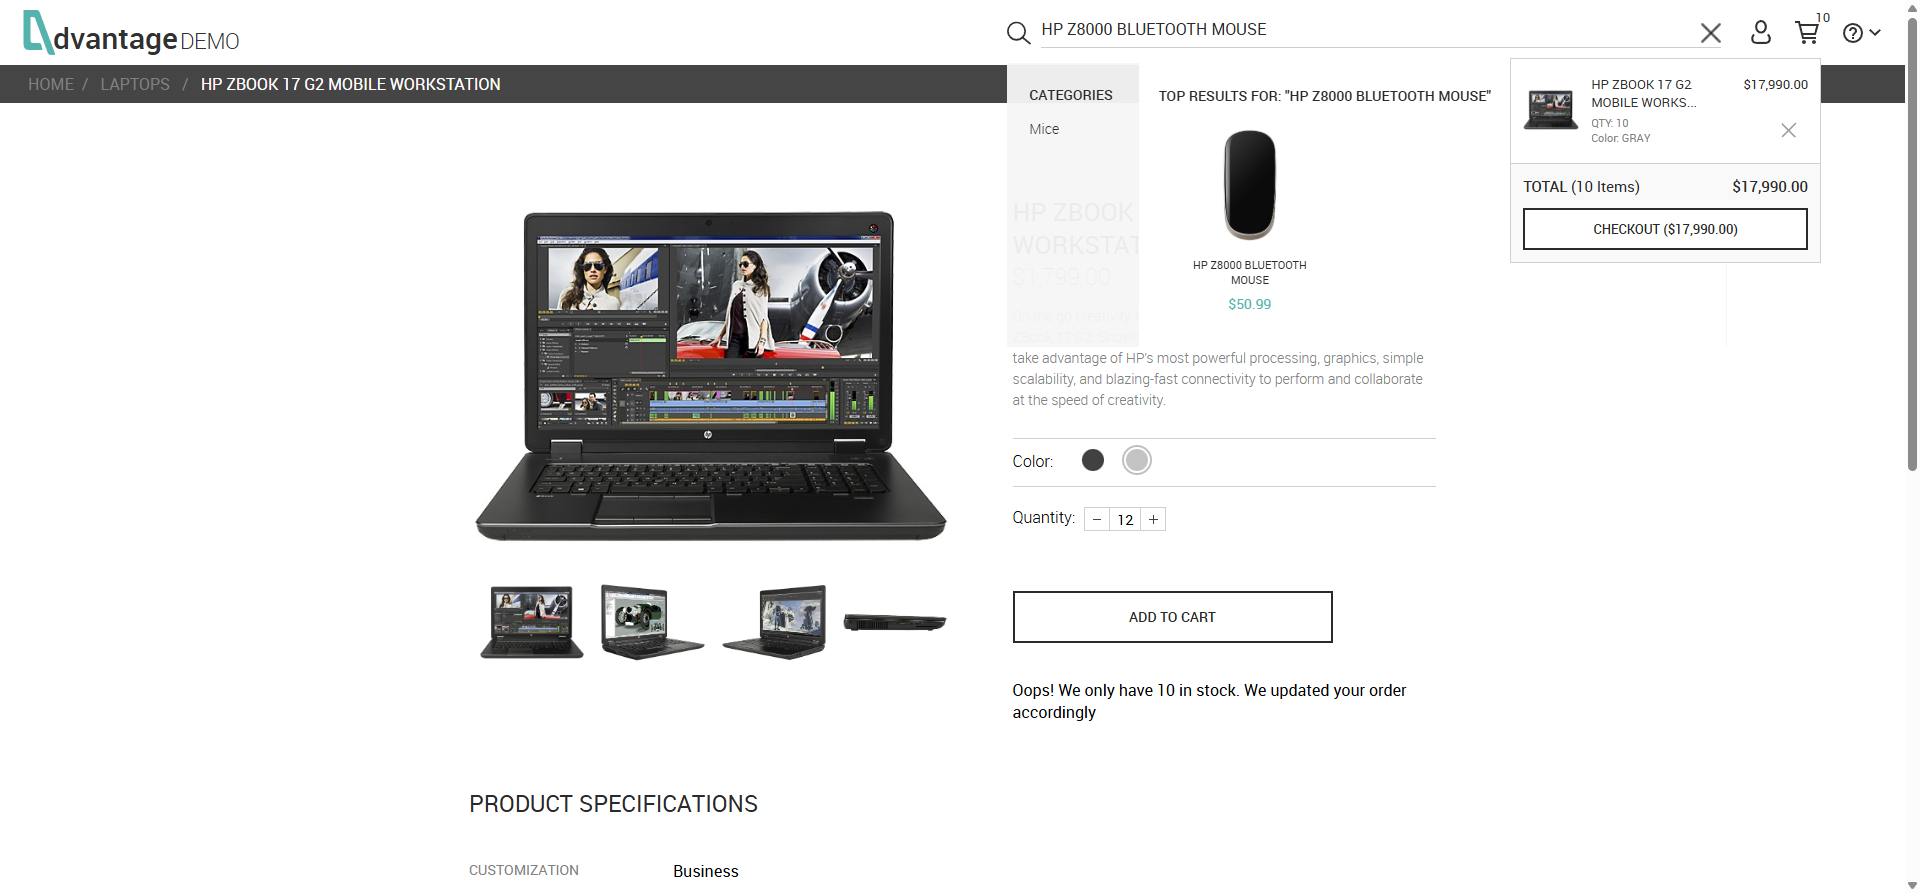 dvantage DEMO
HP Z8000 BLUETOOTH MOUSE
10
HOME / LAPTOPS / HP ZBOOK 17 G2 MOBILE WORKSTATION
CATEGORIES
Mice
TOP RESULTS FOR: "HP Z8000 BLUETOOTH MOUSE"
HP Z8000 BLUETOOTH
MOUSE
$50.99
HP ZBOOK 17 G2
MOBILE WORKS...
$17,990.00
QTY: 10
Color: GRAY
TOTAL (10 Items)
$17,990.00
CHECKOUT ($17,990.00)
HP ZBOOK
WORKSTAT
$1,799.00
take advantage of HP's most powerful processing, graphics, simple
scalability, and blazing-fast connectivity to perform and collaborate
at the speed of creativity.
Color:
Quantity: − 12 +
ADD TO CART
Oops! We only have 10 in stock. We updated your order
accordingly
PRODUCT SPECIFICATIONS
CUSTOMIZATION
Business